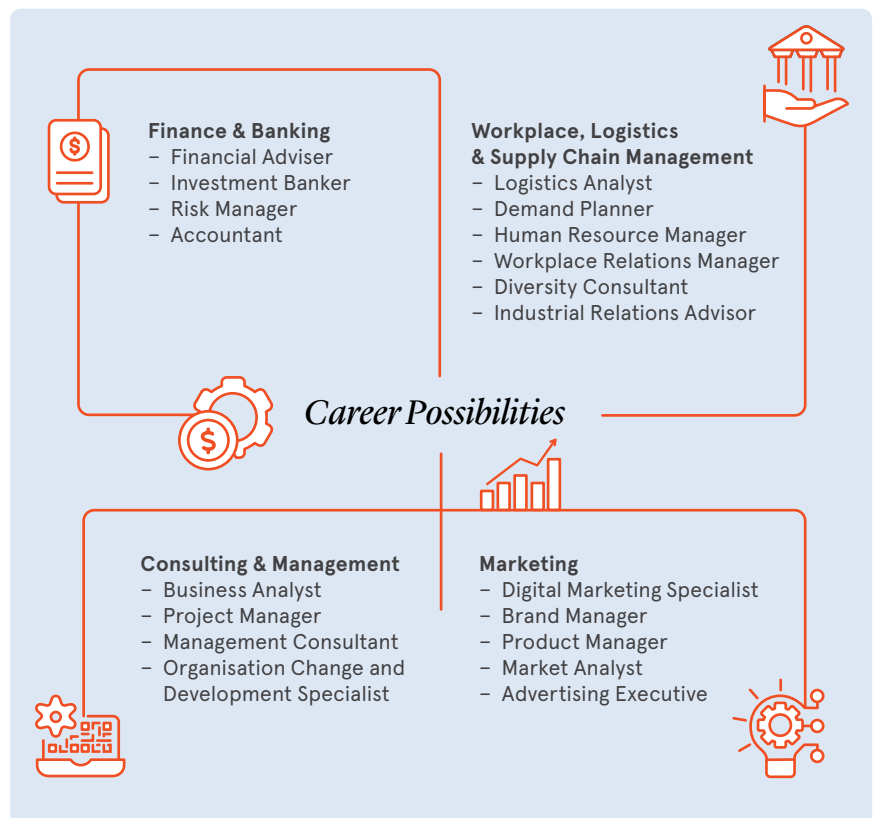 Finance & Banking
– Financial Adviser
– Investment Banker
– Risk Manager
– Accountant
Workplace, Logistics
& Supply Chain Management
– Logistics Analyst
– Demand Planner
– Human Resource Manager
– Workplace Relations Manager
– Diversity Consultant
– Industrial Relations Advisor
$
$
Career Possibilities
Consulting & Management
– Business Analyst
– Project Manager
– Management Consultant
– Organisation Change and
Development Specialist
Marketing
– Digital Marketing Specialist
– Brand Manager
– Product Manager
– Market Analyst
– Advertising Executive